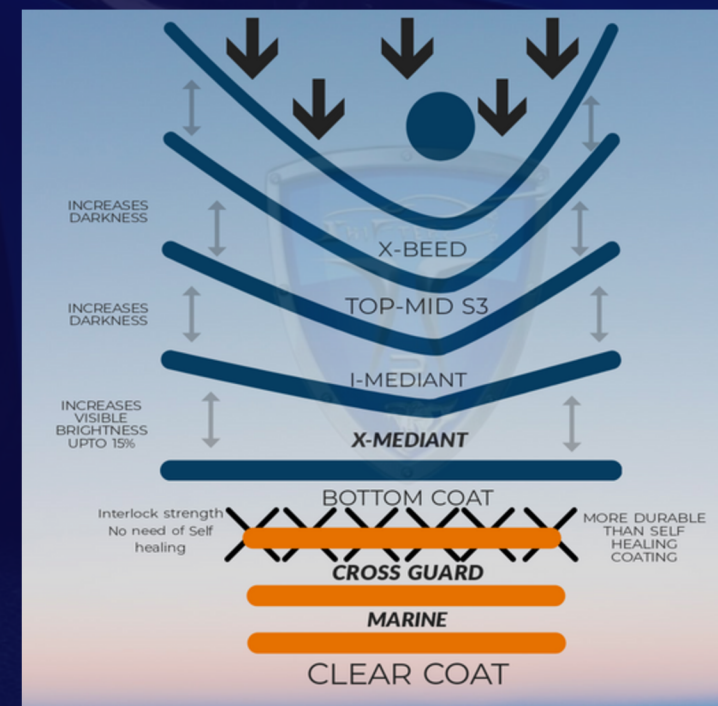 INCREASES
DARKNESS
X-BEED
TOP-MID S3
INCREASES
DARKNESS
I-MEDIANT
INCREASES
VISIBLE
BRIGHTNESS
UPTO 15%
X-MEDIANT
BOTTOM COAT
Interlock strength
No need of Self
healing
MORE DURABLE
THAN SELF
HEALING
COATING
CROSS GUARD
MARINE
CLEAR COAT